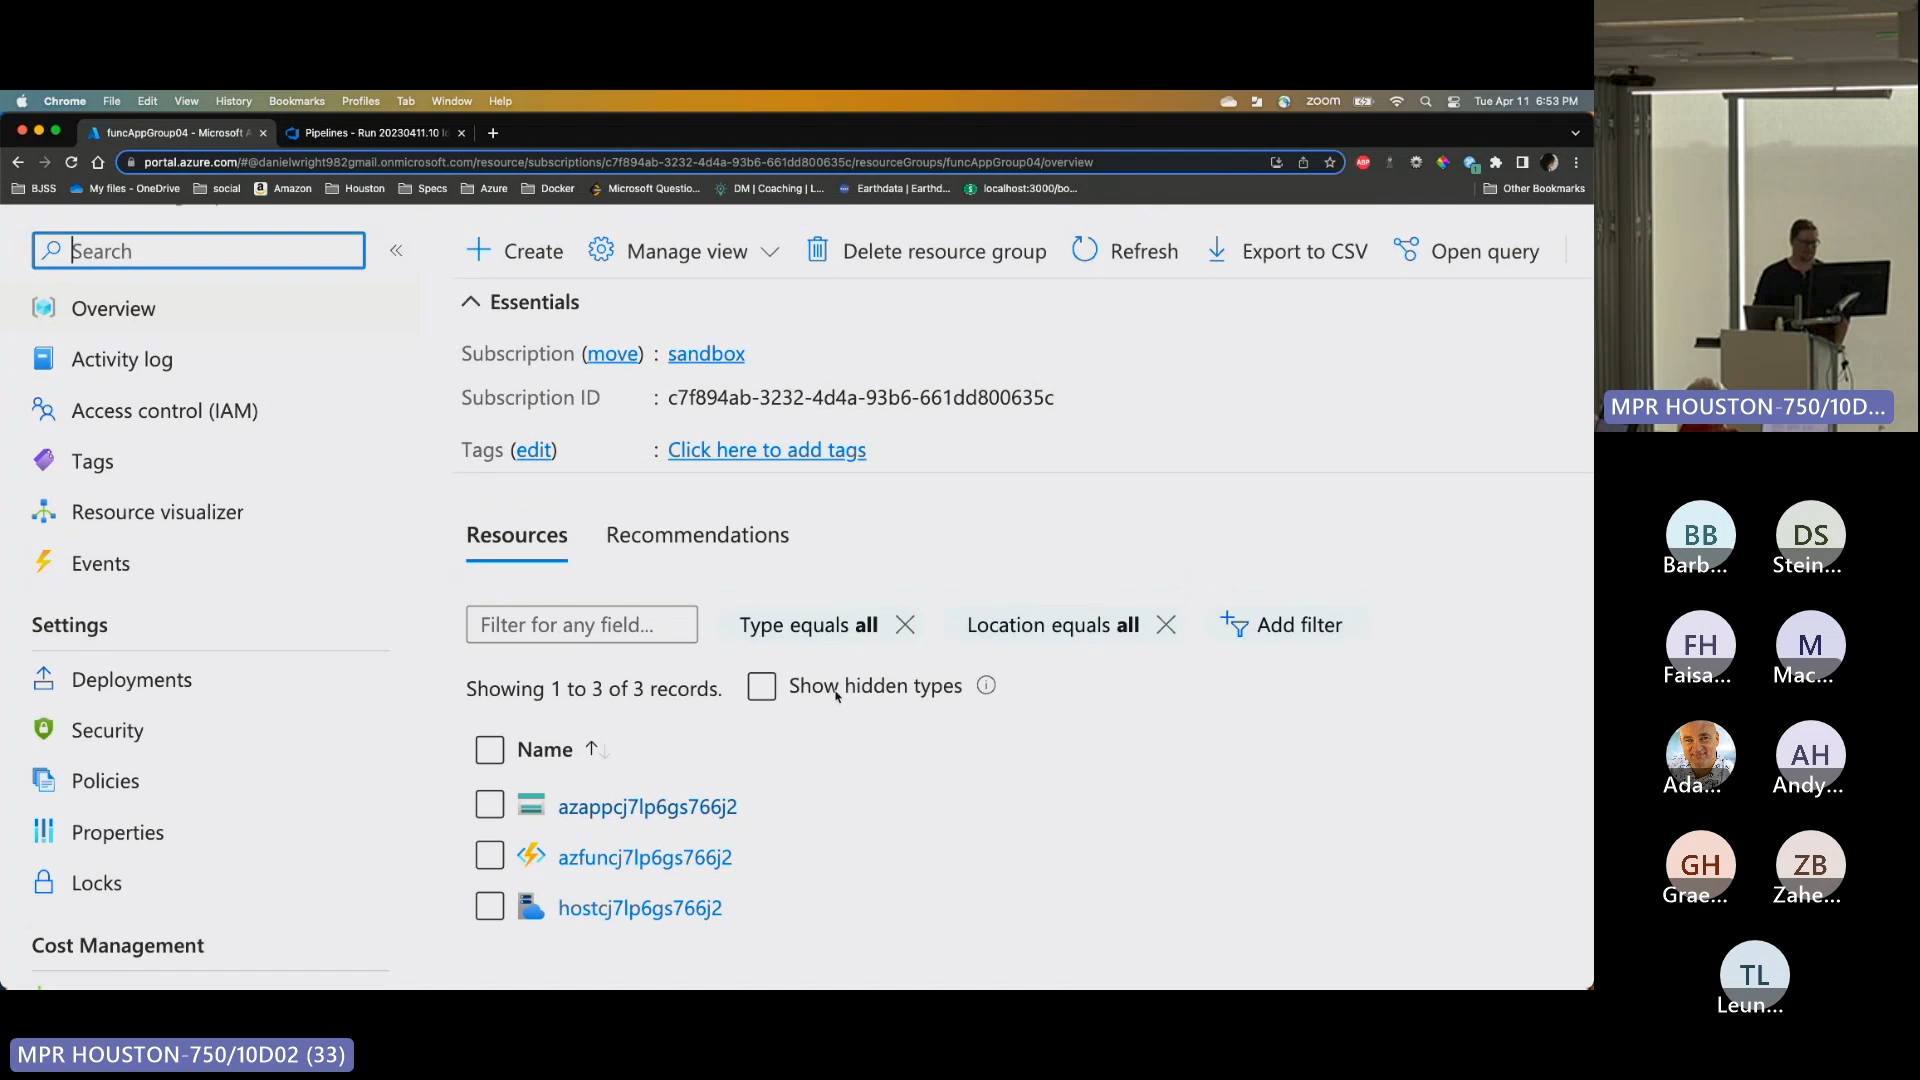 Chrome File Edit View History Bookmarks Profiles Tab Window Help zoom Tue Apr 11 6:53 PM
funcAppGroup04 - Microsoft A Pipelines - Run 20230411.10 lo
portal.azure.com/#@danielwright982gmail.onmicrosoft.com/resource/subscriptions/c7f894ab-3232-4d4a-93b6-661dd800635c/resourceGroups/funcAppGroup04/overview
ABP
BJSS My files - OneDrive social Amazon Houston Specs Azure Docker Microsoft Questio... DM | Coaching | L... Earthdata | Earthd... localhost:3000/bo... Other Bookmarks
Search
Overview
Activity log
Access control (IAM)
Tags
Resource visualizer
Events
Settings
Deployments
Security
Policies
Properties
Locks
Cost Management
Create Manage view Delete resource group Refresh Export to CSV Open query
Essentials
Subscription (move) : sandbox
Subscription ID : c7f894ab-3232-4d4a-93b6-661dd800635c
Tags (edit) : Click here to add tags
Resources Recommendations
Filter for any field... Type equals all Location equals all Add filter
Showing 1 to 3 of 3 records. Show hidden types
Name
azappcj7lp6gs766j2
azfuncj7lp6gs766j2
hostcj7lp6gs766j2
MPR HOUSTON-750/10D...
BB DS
Barb... Stein...
FH M
Faisa... Mac...
AH
Ada... Andy...
GH ZB
Grae... Zahe...
TL
Leun...
MPR HOUSTON-750/10D02 (33)